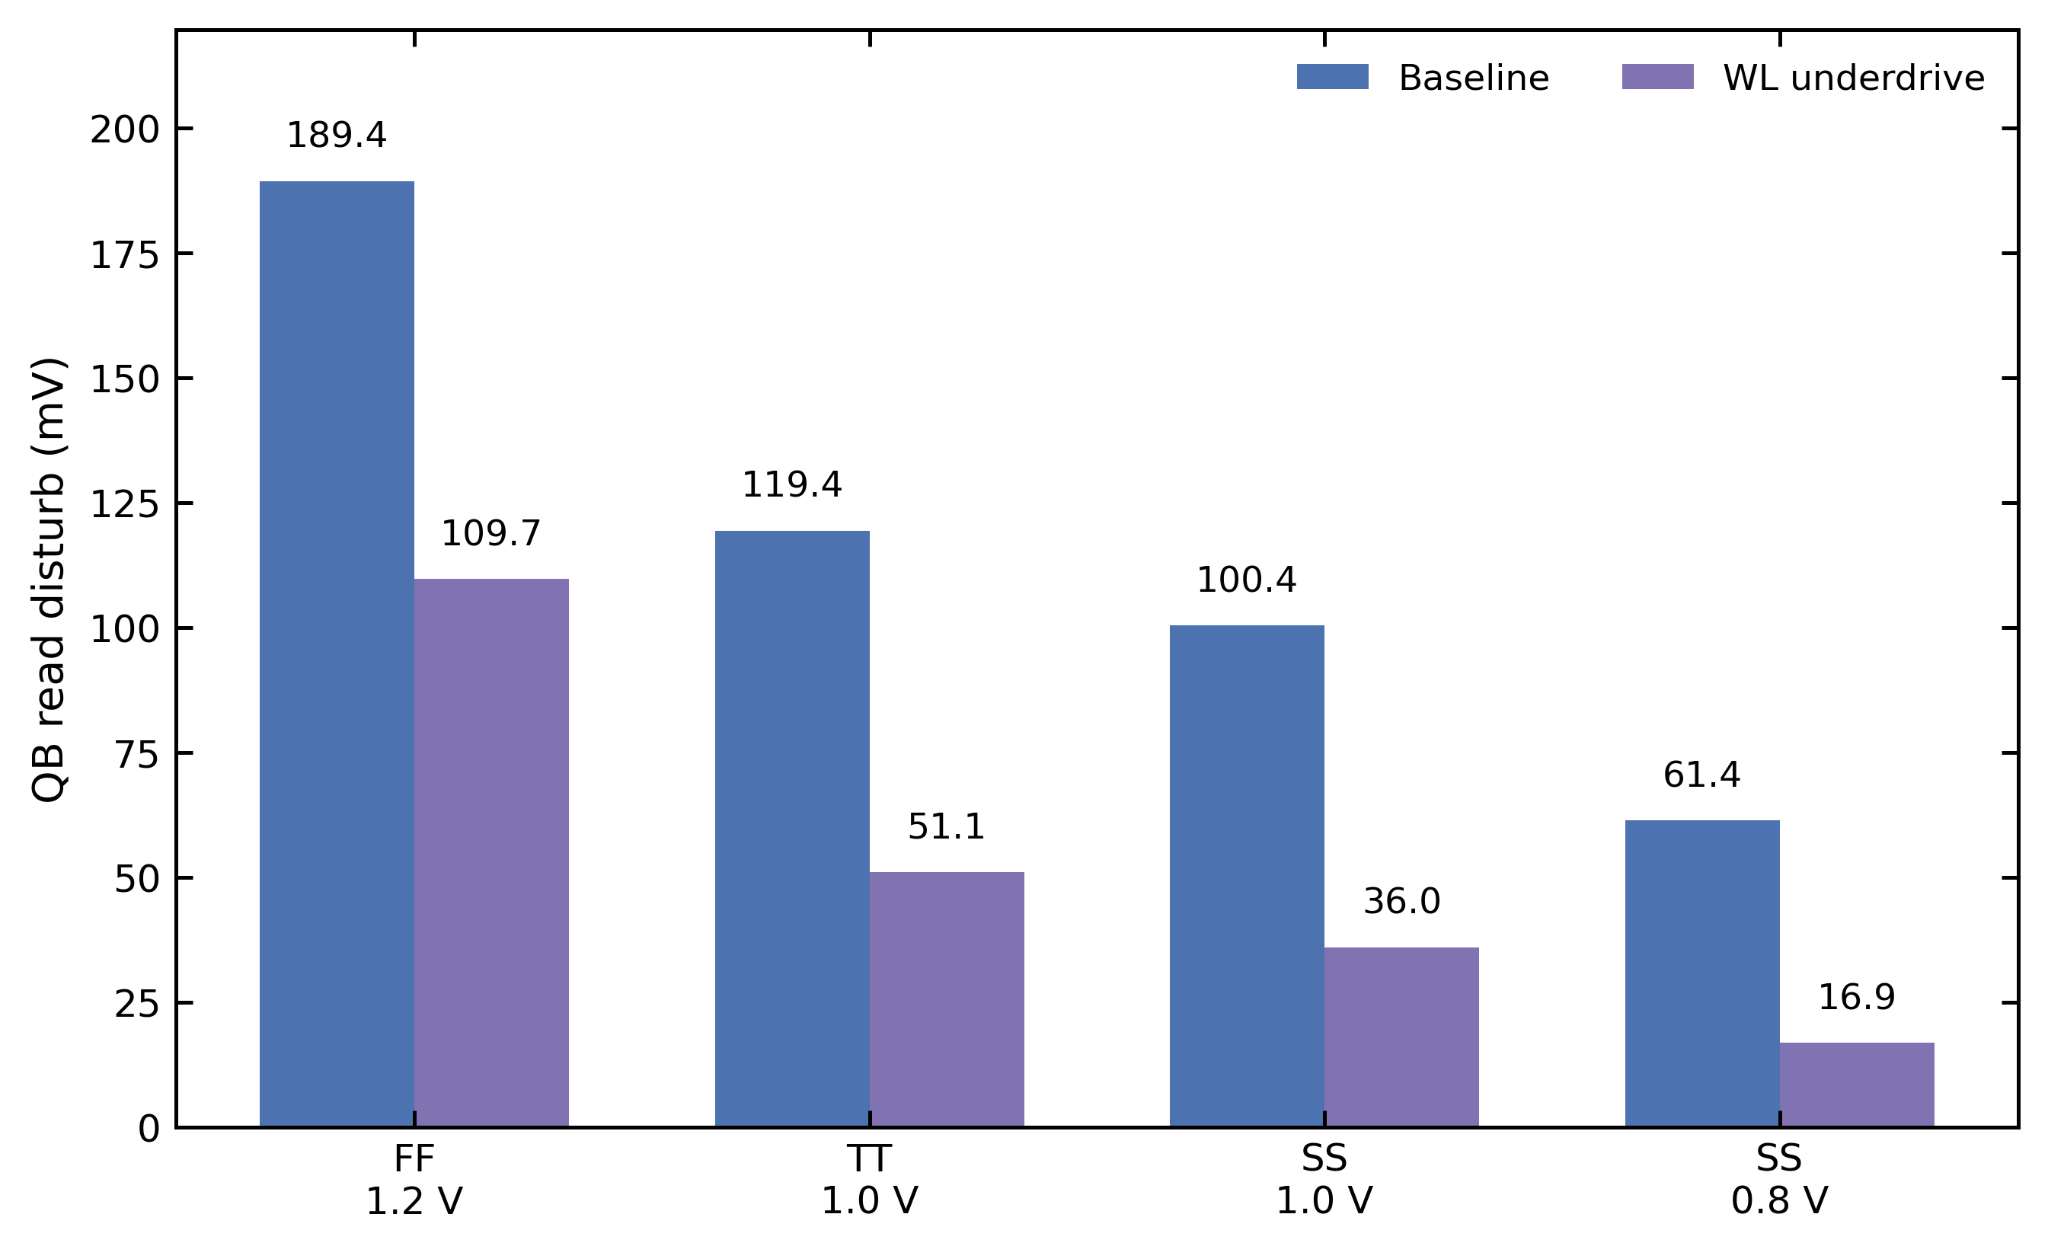 Baseline
WL underdrive
QB read disturb (mV)
200
175
150
125
100
75
50
25
0
189.4
109.7
119.4
51.1
100.4
36.0
61.4
16.9
FF
1.2 V
TT
1.0 V
SS
1.0 V
SS
0.8 V